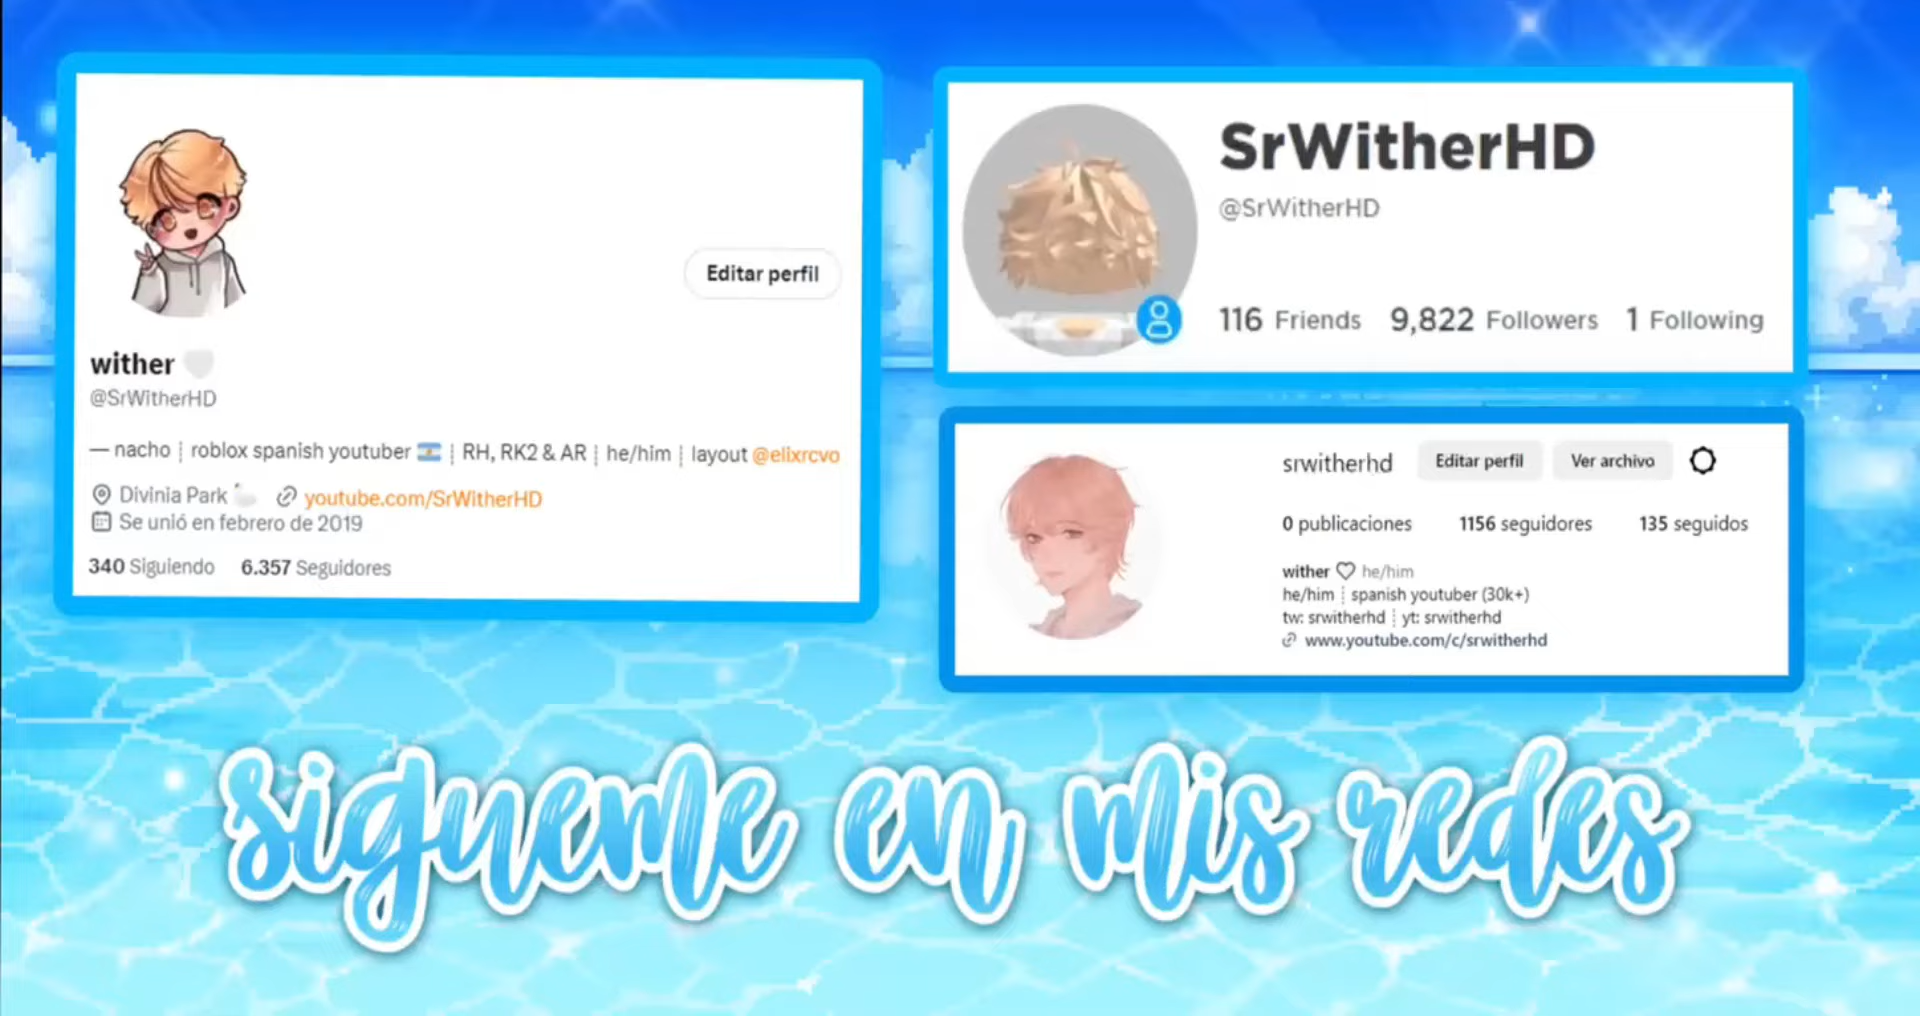 Editar perfil
wither 🤍
@SrWitherHD
— nacho ┆ roblox spanish youtuber 🇦🇷 ┆ RH, RK2 & AR ┆ he/him ┆ layout @elixrcvo
Divinia Park 🦢 youtube.com/SrWitherHD
Se unió en febrero de 2019
340 Siguiendo 6.357 Seguidores
SrWitherHD
@SrWitherHD
116 Friends 9,822 Followers 1 Following
srwitherhd Editar perfil Ver archivo
0 publicaciones 1156 seguidores 135 seguidos
wither ♡ he/him
he/him ┆ spanish youtuber (30k+)
tw: srwitherhd ┆ yt: srwitherhd
www.youtube.com/c/srwitherhd
sigueme en mis redes